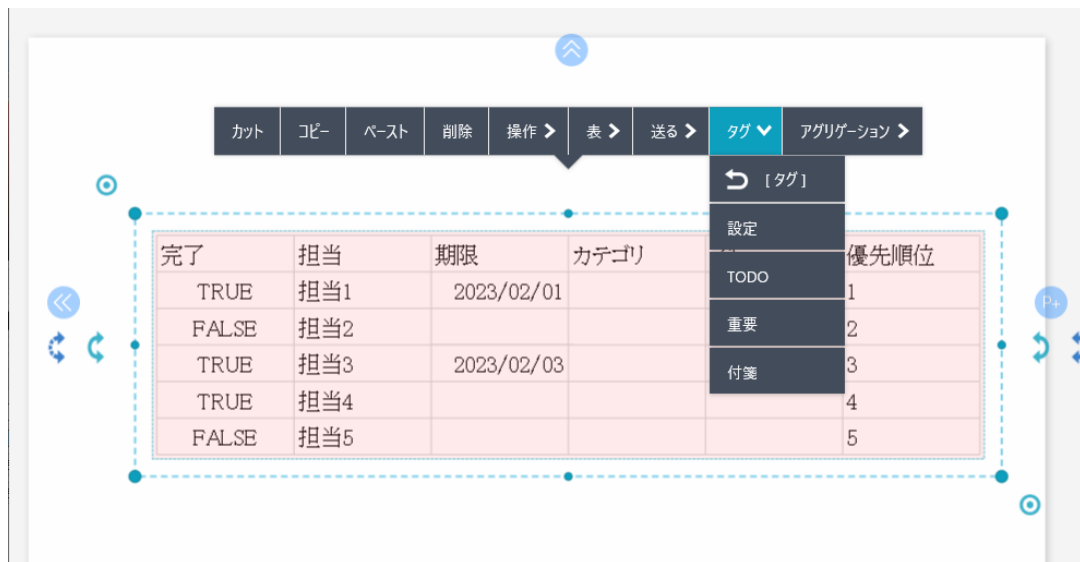 カット コピー ペースト 削除 操作 表 送る タグ アグリゲーション
[タグ]
設定
TODO
重要
付箋
完了 担当 期限 カテゴリ 優先順位
TRUE 担当1 2023/02/01 1
FALSE 担当2 2
TRUE 担当3 2023/02/03 3
TRUE 担当4 4
FALSE 担当5 5
P+